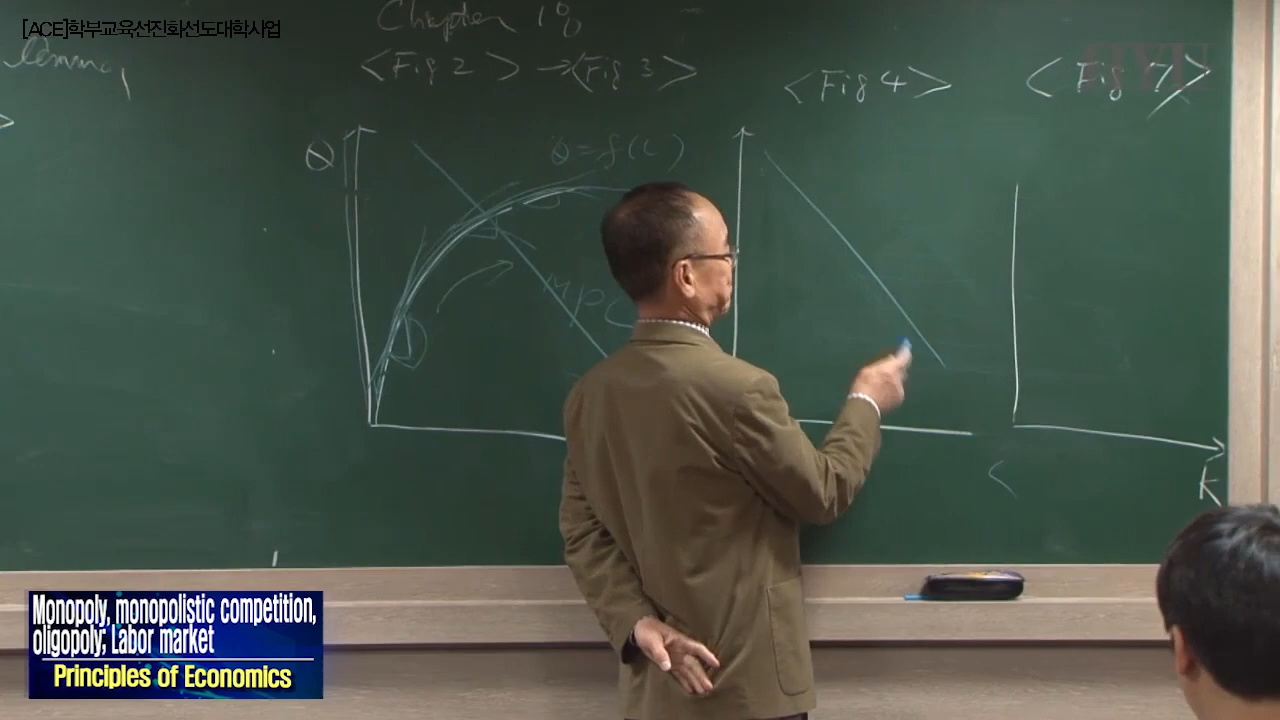 [ACE]학부교육선진화선도대학사업
Chapter 18
<Fig 2> → <Fig 3>
<Fig 4>
<Fig 7>
Q
Q = f(L)
MPL
K
Monopoly, monopolistic competition,
oligopoly; Labor market
Principles of Economics